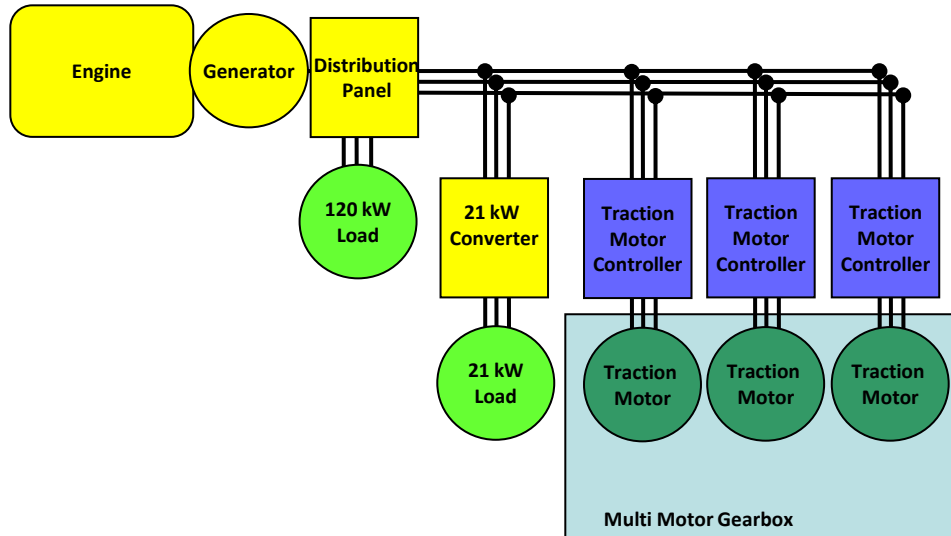 Engine
Generator
Distribution
Panel
120 kW
Load
21 kW
Converter
Traction
Motor
Controller
Traction
Motor
Controller
Traction
Motor
Controller
21 kW
Load
Traction
Motor
Traction
Motor
Traction
Motor
Multi Motor Gearbox